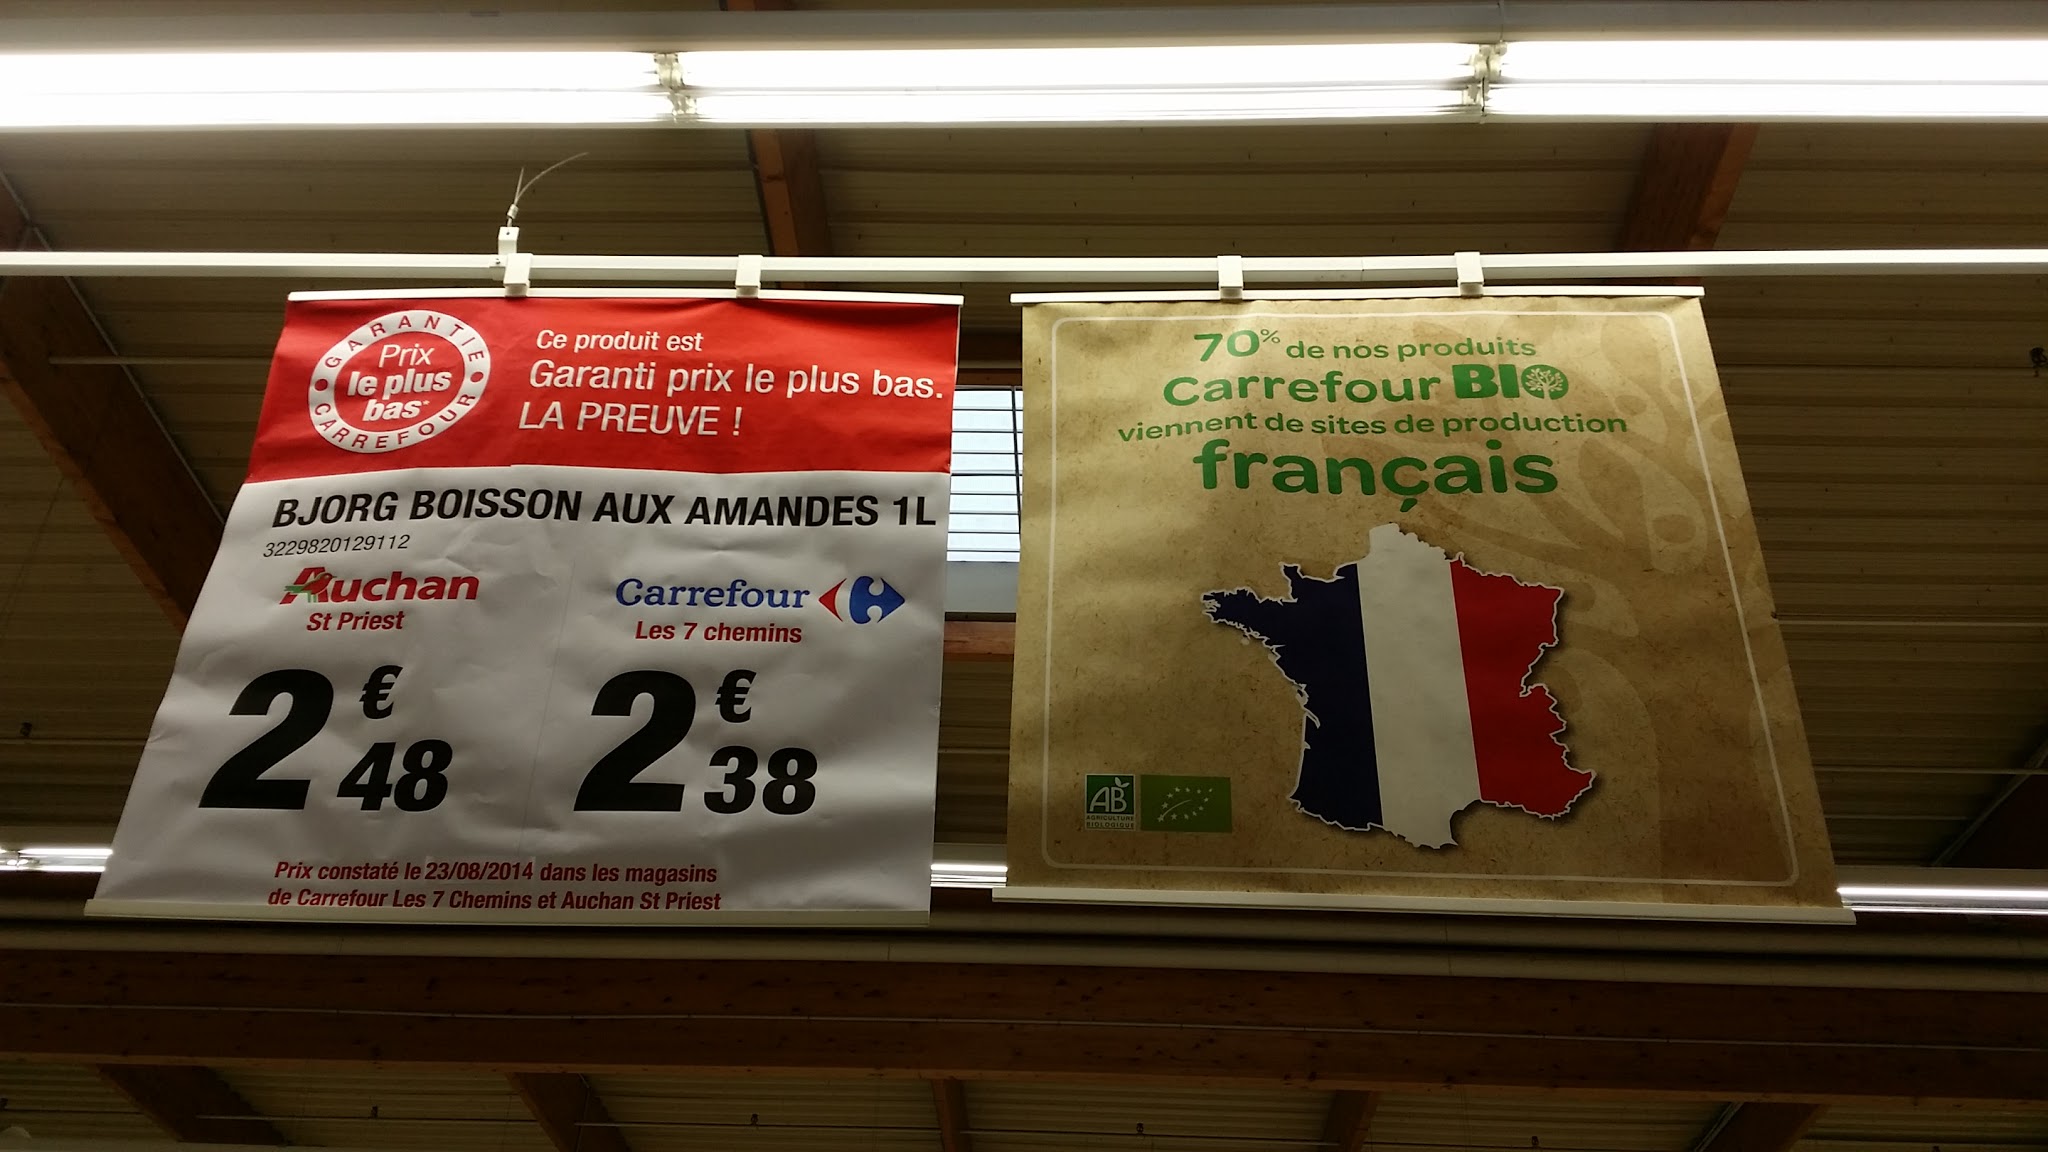 GARANTIE
Prix
le plus
bas*
CARREFOUR
Ce produit est
Garanti prix le plus bas.
LA PREUVE !
BJORG BOISSON AUX AMANDES 1L
3229820129112
Auchan
St Priest
2€48
Carrefour
Les 7 chemins
2€38
Prix constaté le 23/08/2014 dans les magasins
de Carrefour Les 7 Chemins et Auchan St Priest
70% de nos produits
Carrefour BIO
viennent de sites de production
français
AB
AGRICULTURE
BIOLOGIQUE